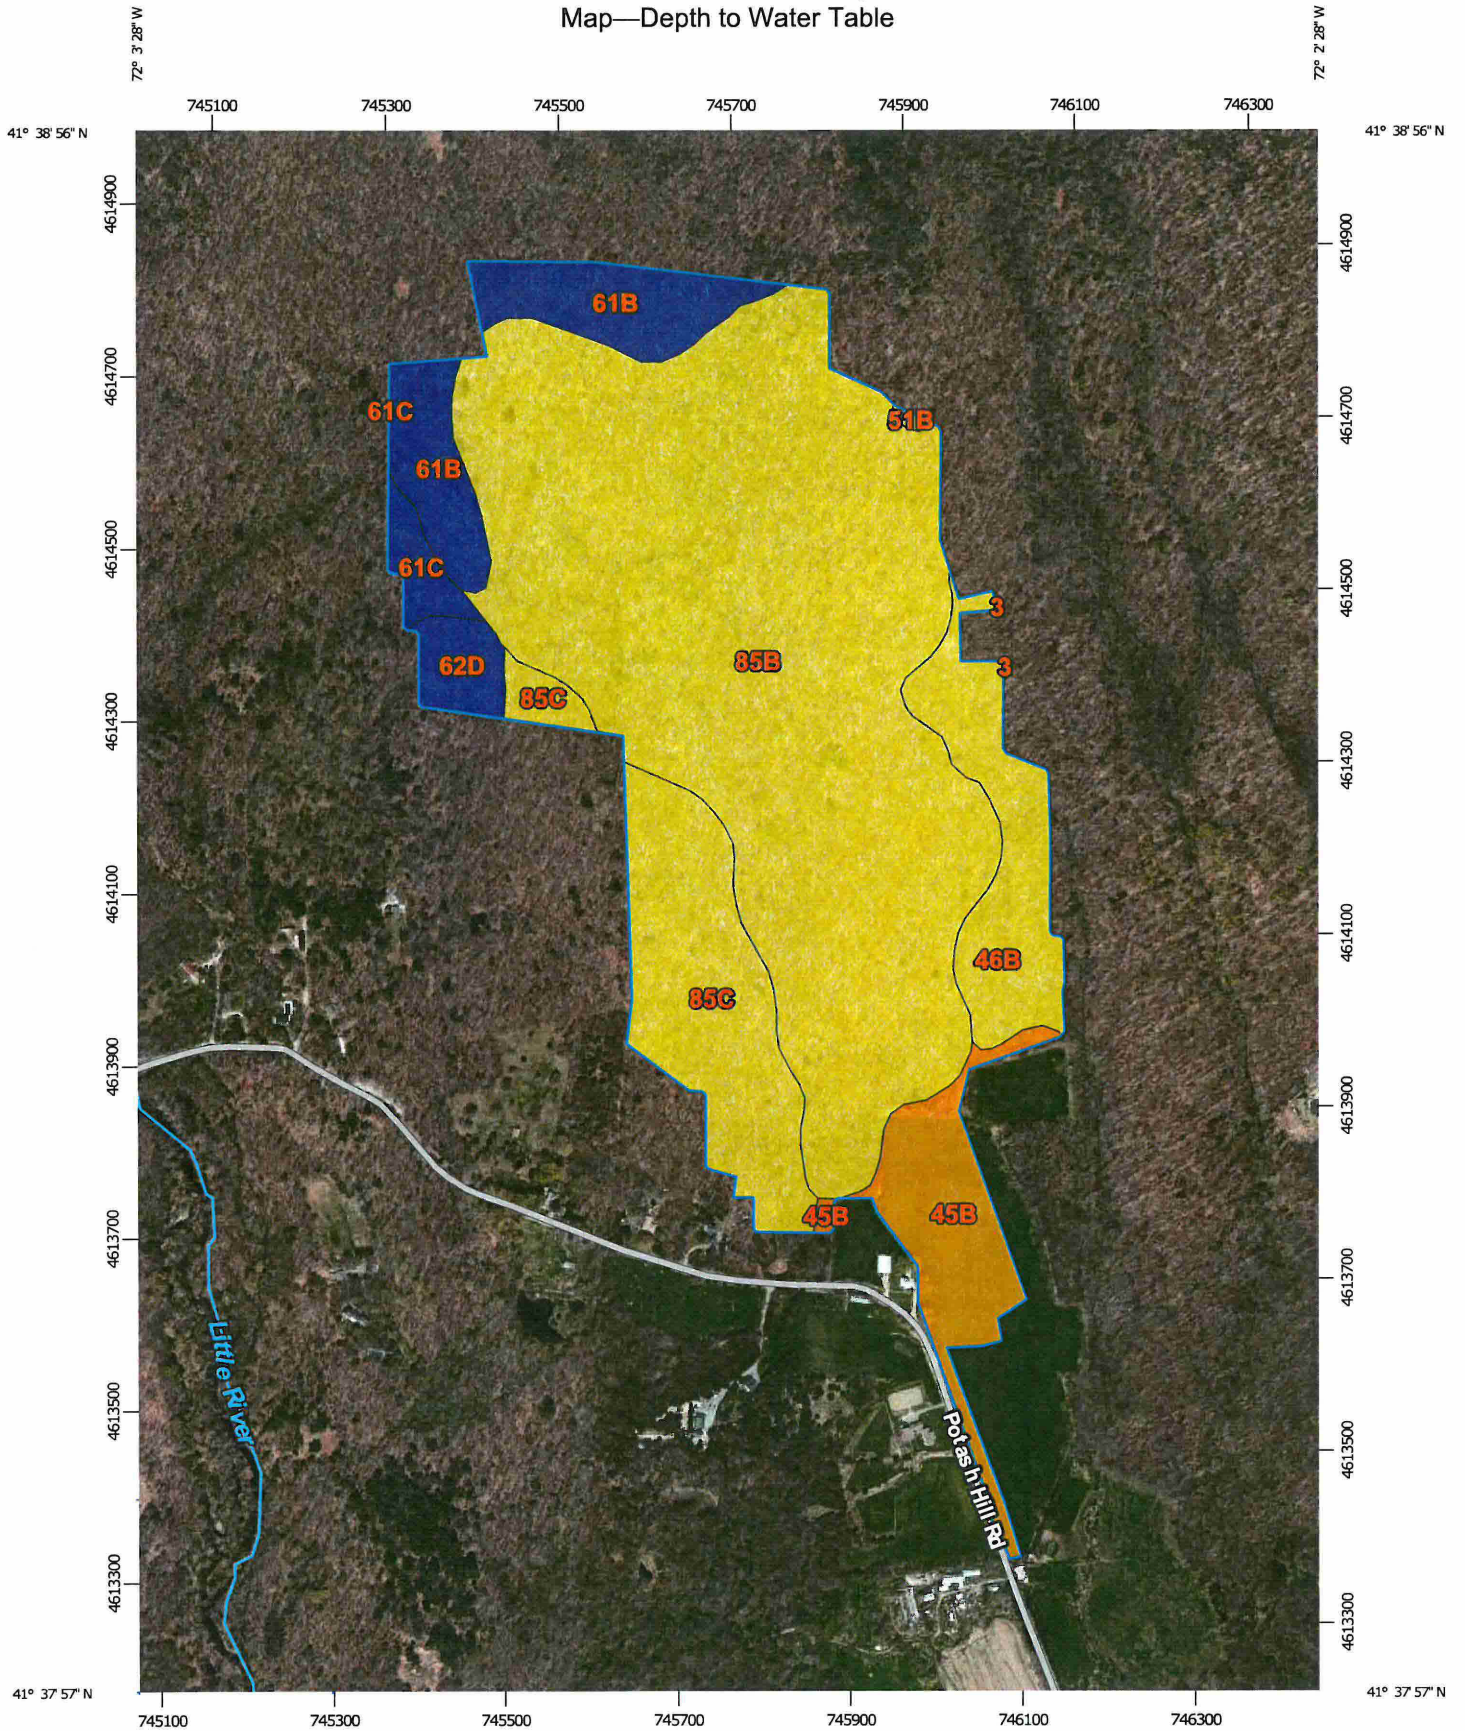 Map—Depth to Water Table
72° 3' 28" W
72° 2' 28" W
745100 745300 745500 745700 745900 746100 746300
41° 38' 56" N
41° 38' 56" N
4614900
4614900
61B
4614700
61C
51B
4614700
61B
4614500
61C
4614500
3
62D
85B
3
85C
4614300
4614300
4614100
4614100
46B
85C
4613900
4613900
45B
45B
4613700
4613700
Little River
4613500
4613500
Potash Hill Rd
4613300
4613300
41° 37' 57" N
41° 37' 57" N
745100 745300 745500 745700 745900 746100 746300